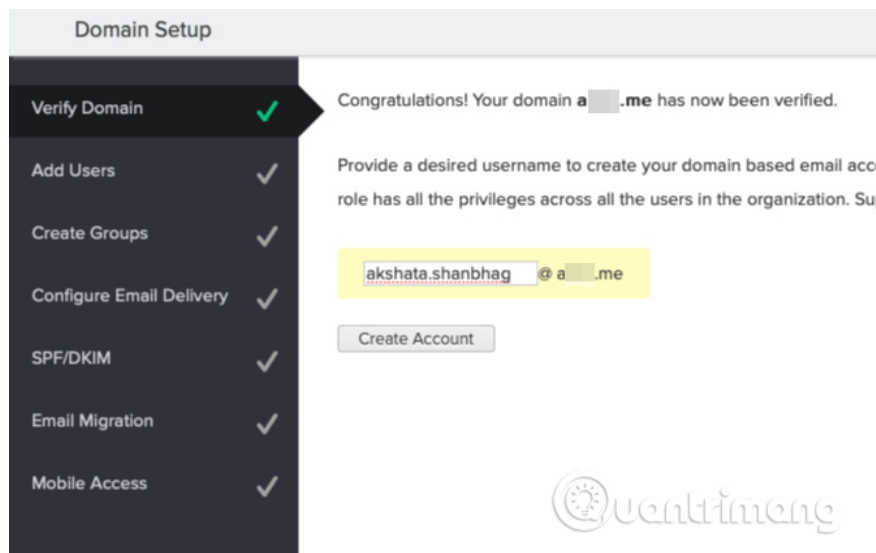 Domain Setup
Verify Domain
Add Users
Create Groups
Configure Email Delivery
SPF/DKIM
Email Migration
Mobile Access
Congratulations! Your domain a .me has now been verified.
Provide a desired username to create your domain based email
role has all the privileges across all the users in the organization.
akshata.shanbhag @ a .me
Create Account
Quantrimang